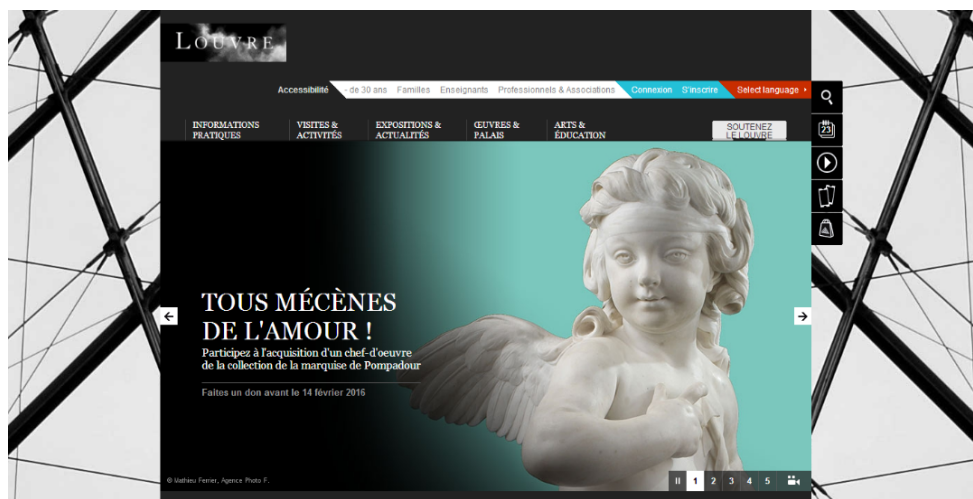 LOUVRE
Accessibilité - de 30 ans Familles Enseignants Professionnels & Associations Connexion S'inscrire Select language
INFORMATIONS
PRATIQUES
VISITES &
ACTIVITÉS
EXPOSITIONS &
ACTUALITÉS
ŒUVRES &
PALAIS
ARTS &
ÉDUCATION
SOUTENEZ
LE LOUVRE
23
TOUS MÉCÈNES
DE L'AMOUR !
Participez à l'acquisition d'un chef-d'oeuvre
de la collection de la marquise de Pompadour
Faites un don avant le 14 février 2016
© Mathieu Ferrier, Agence Photo F.
1 2 3 4 5